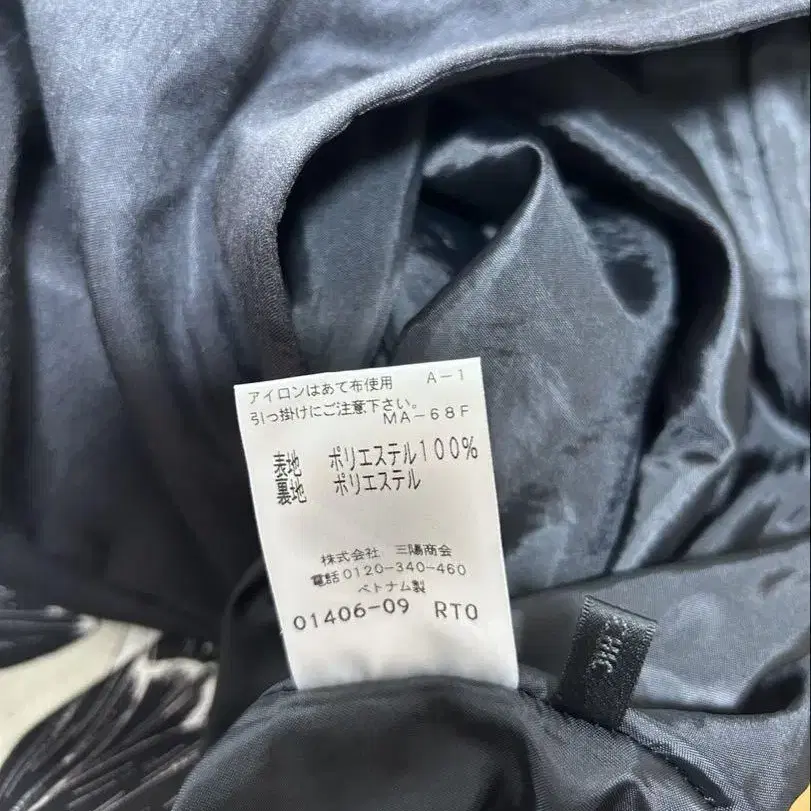 アイロンはあて布使用 A-1
引っ掛けにご注意下さい。
MA-68F
表地 ポリエステル100%
裏地 ポリエステル
株式会社 三陽商会
電話0120-340-460
ベトナム製
01406-09 RT0